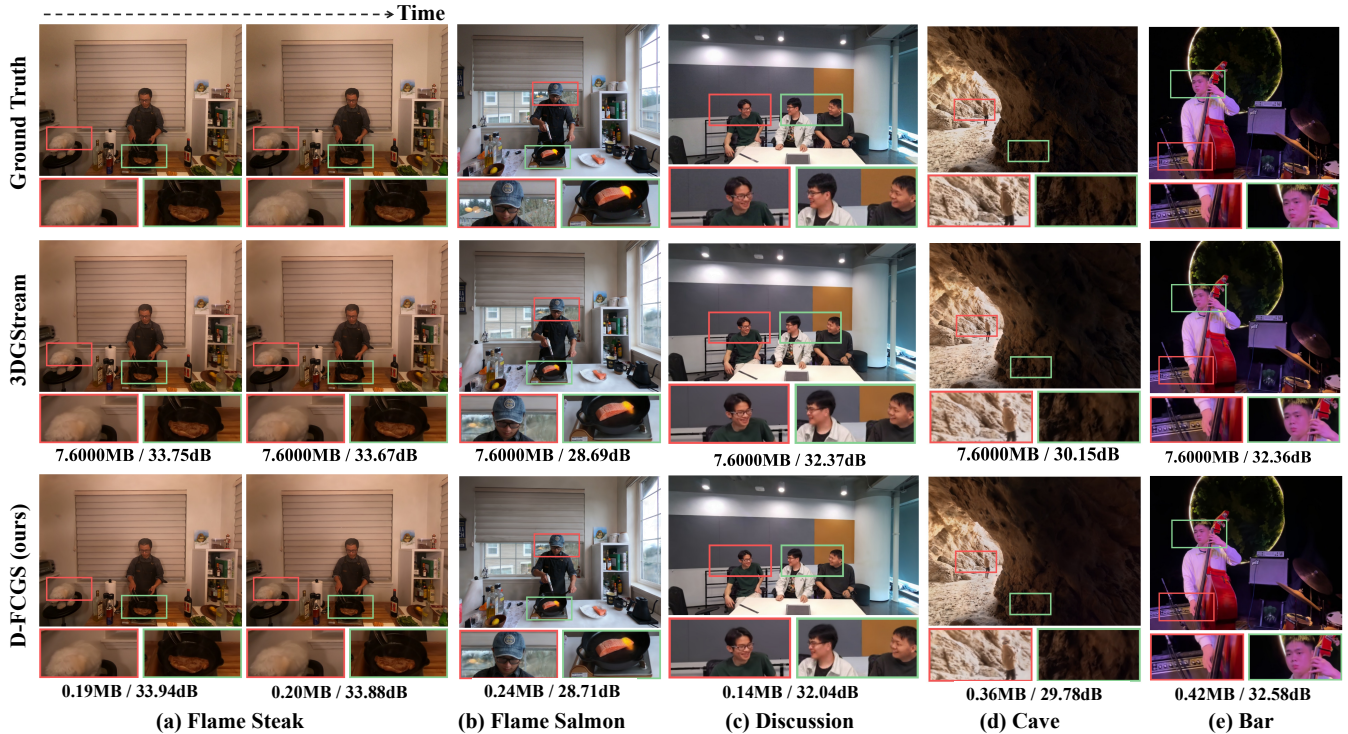 Time
Ground Truth
3DGStream
7.6000MB / 33.75dB
7.6000MB / 33.67dB
7.6000MB / 28.69dB
7.6000MB / 32.37dB
7.6000MB / 30.15dB
7.6000MB / 32.36dB
D-FCGS (ours)
0.19MB / 33.94dB
0.20MB / 33.88dB
0.24MB / 28.71dB
0.14MB / 32.04dB
0.36MB / 29.78dB
0.42MB / 32.58dB
(a) Flame Steak
(b) Flame Salmon
(c) Discussion
(d) Cave
(e) Bar